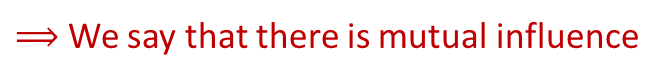 ⟹ We say that there is mutual influence